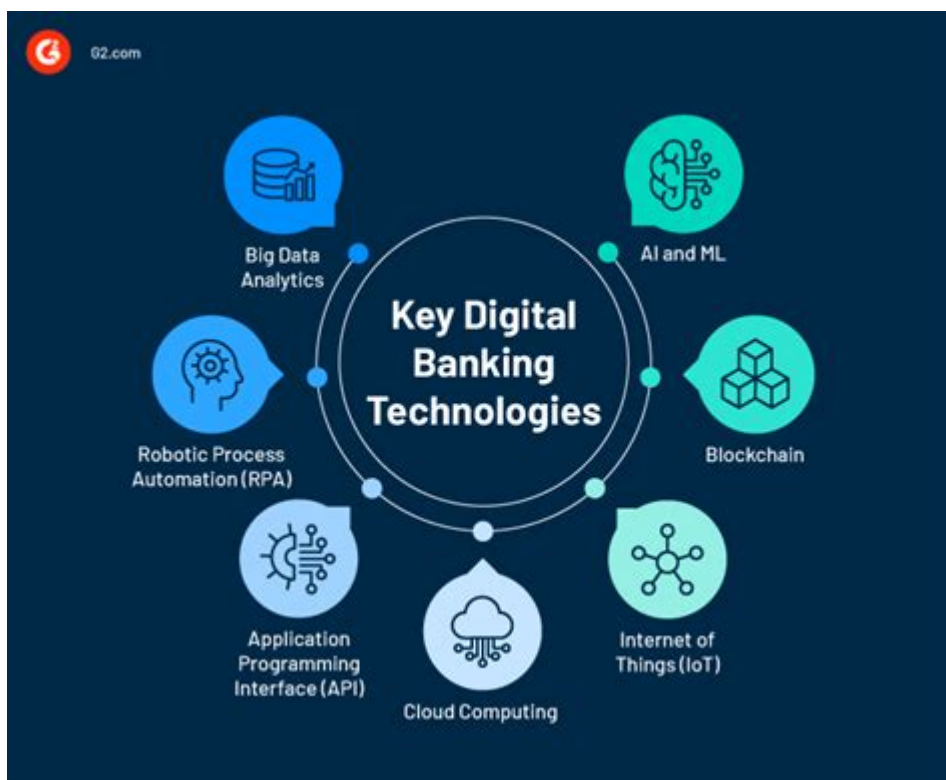 G2.com
Big Data
Analytics
AI and ML
Key Digital
Banking
Technologies
Robotic Process
Automation (RPA)
Blockchain
Application
Programming
Interface (API)
Internet of
Things (IoT)
Cloud Computing